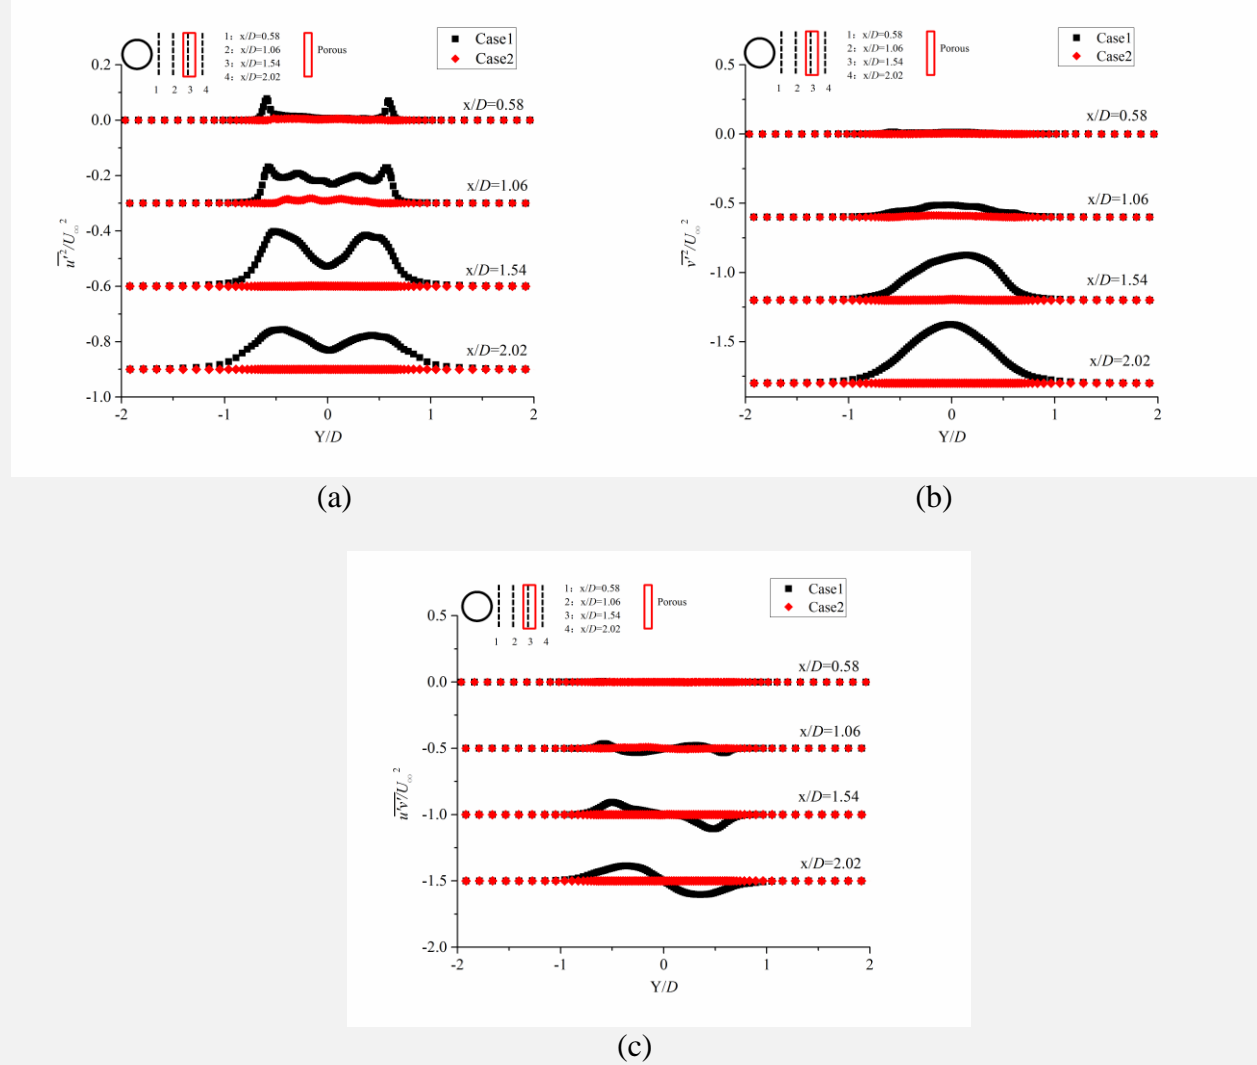 1: x/D=0.58
2: x/D=1.06
3: x/D=1.54
4: x/D=2.02
Porous
1 2 3 4
Case1
Case2
0.2
0.0
-0.2
-0.4
-0.6
-0.8
-1.0
x/D=0.58
x/D=1.06
x/D=1.54
x/D=2.02
u′²/U∞²
-2 -1 0 1 2
Y/D
(a)
1: x/D=0.58
2: x/D=1.06
3: x/D=1.54
4: x/D=2.02
Porous
1 2 3 4
Case1
Case2
0.5
0.0
-0.5
-1.0
-1.5
x/D=0.58
x/D=1.06
x/D=1.54
x/D=2.02
v′²/U∞²
-2 -1 0 1 2
Y/D
(b)
1: x/D=0.58
2: x/D=1.06
3: x/D=1.54
4: x/D=2.02
Porous
1 2 3 4
Case1
Case2
0.5
0.0
-0.5
-1.0
-1.5
-2.0
x/D=0.58
x/D=1.06
x/D=1.54
x/D=2.02
u′v′/U∞²
-2 -1 0 1 2
Y/D
(c)